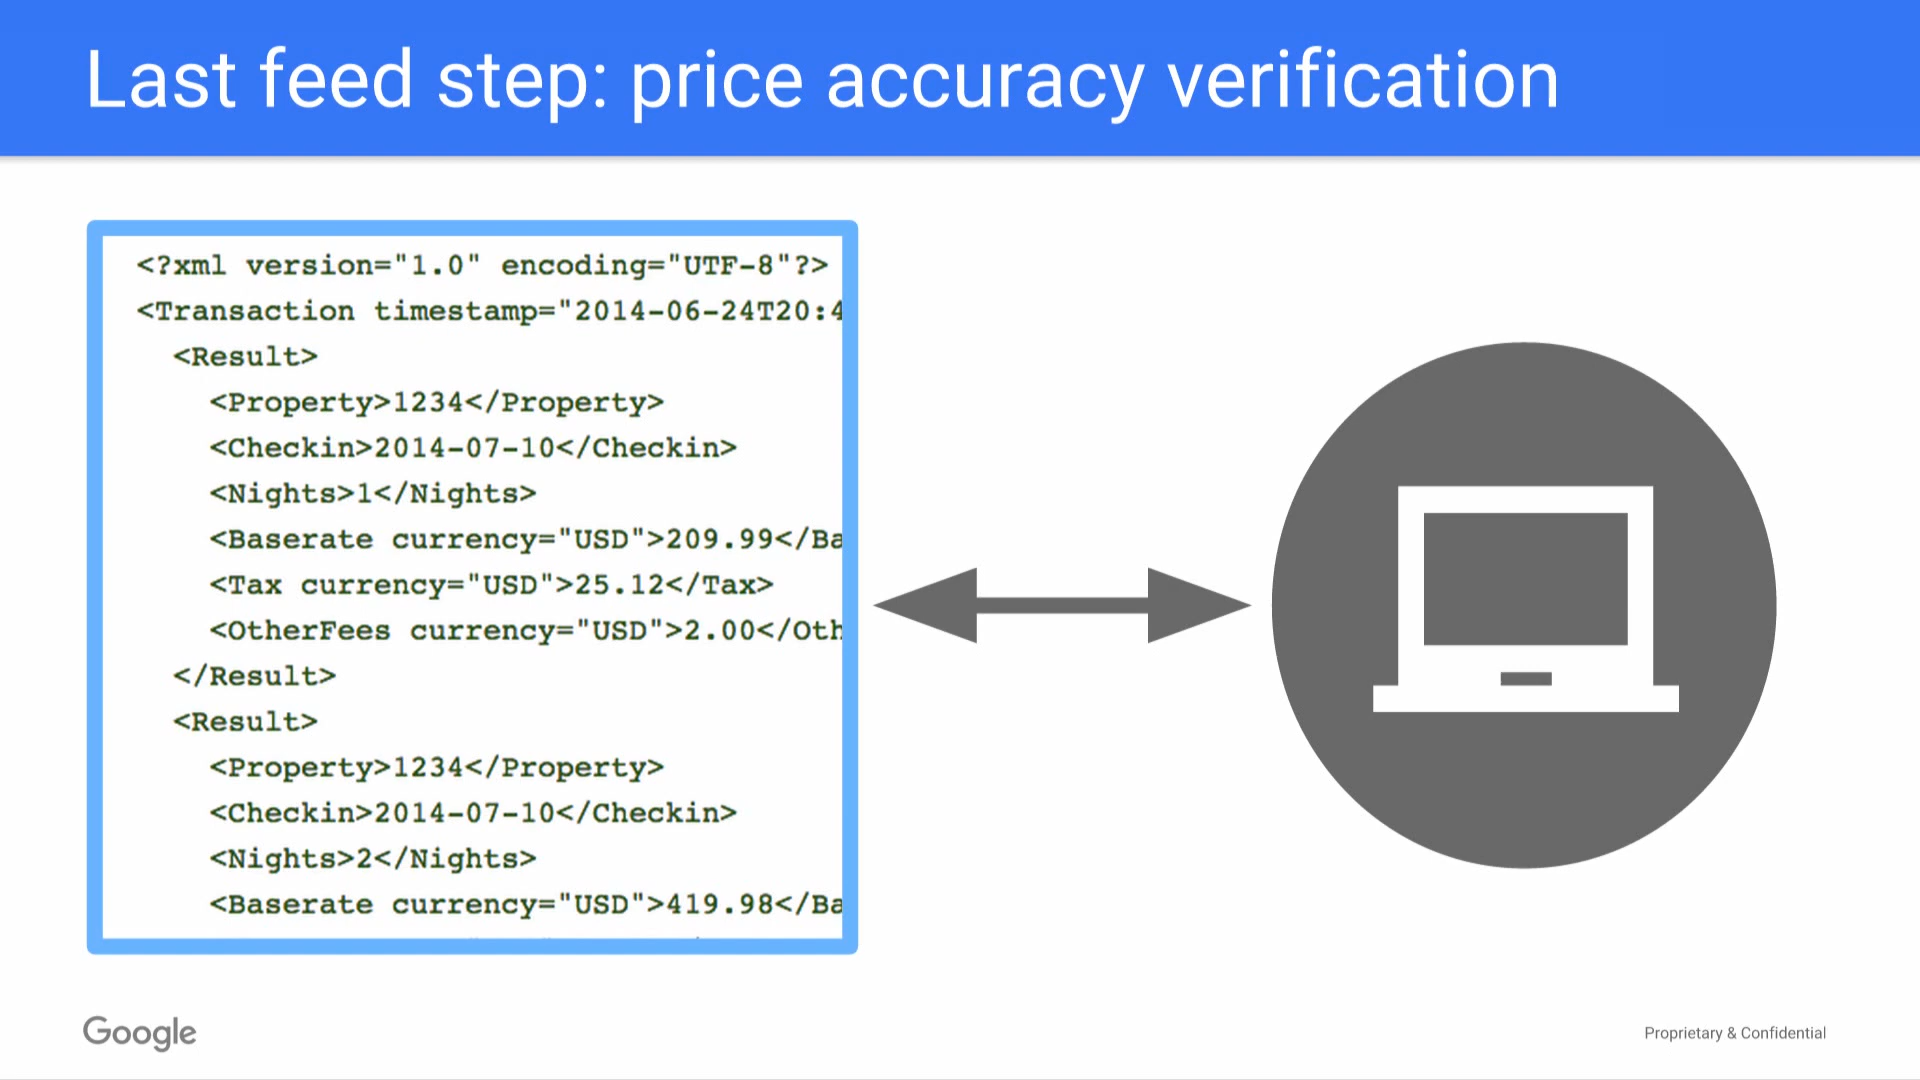 Last feed step: price accuracy verification
<?xml version="1.0" encoding="UTF-8"?>
<Transaction timestamp="2014-06-24T20:4
<Result>
<Property>1234</Property>
<Checkin>2014-07-10</Checkin>
<Nights>1</Nights>
<Baserate currency="USD">209.99</Ba
<Tax currency="USD">25.12</Tax>
<OtherFees currency="USD">2.00</Oth
</Result>
<Result>
<Property>1234</Property>
<Checkin>2014-07-10</Checkin>
<Nights>2</Nights>
<Baserate currency="USD">419.98</Ba
Google
Proprietary & Confidential